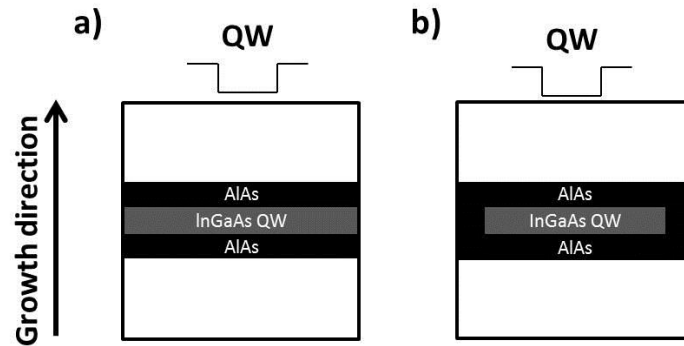 a)
QW
b)
QW
Growth direction
AlAs
InGaAs QW
AlAs
AlAs
InGaAs QW
AlAs